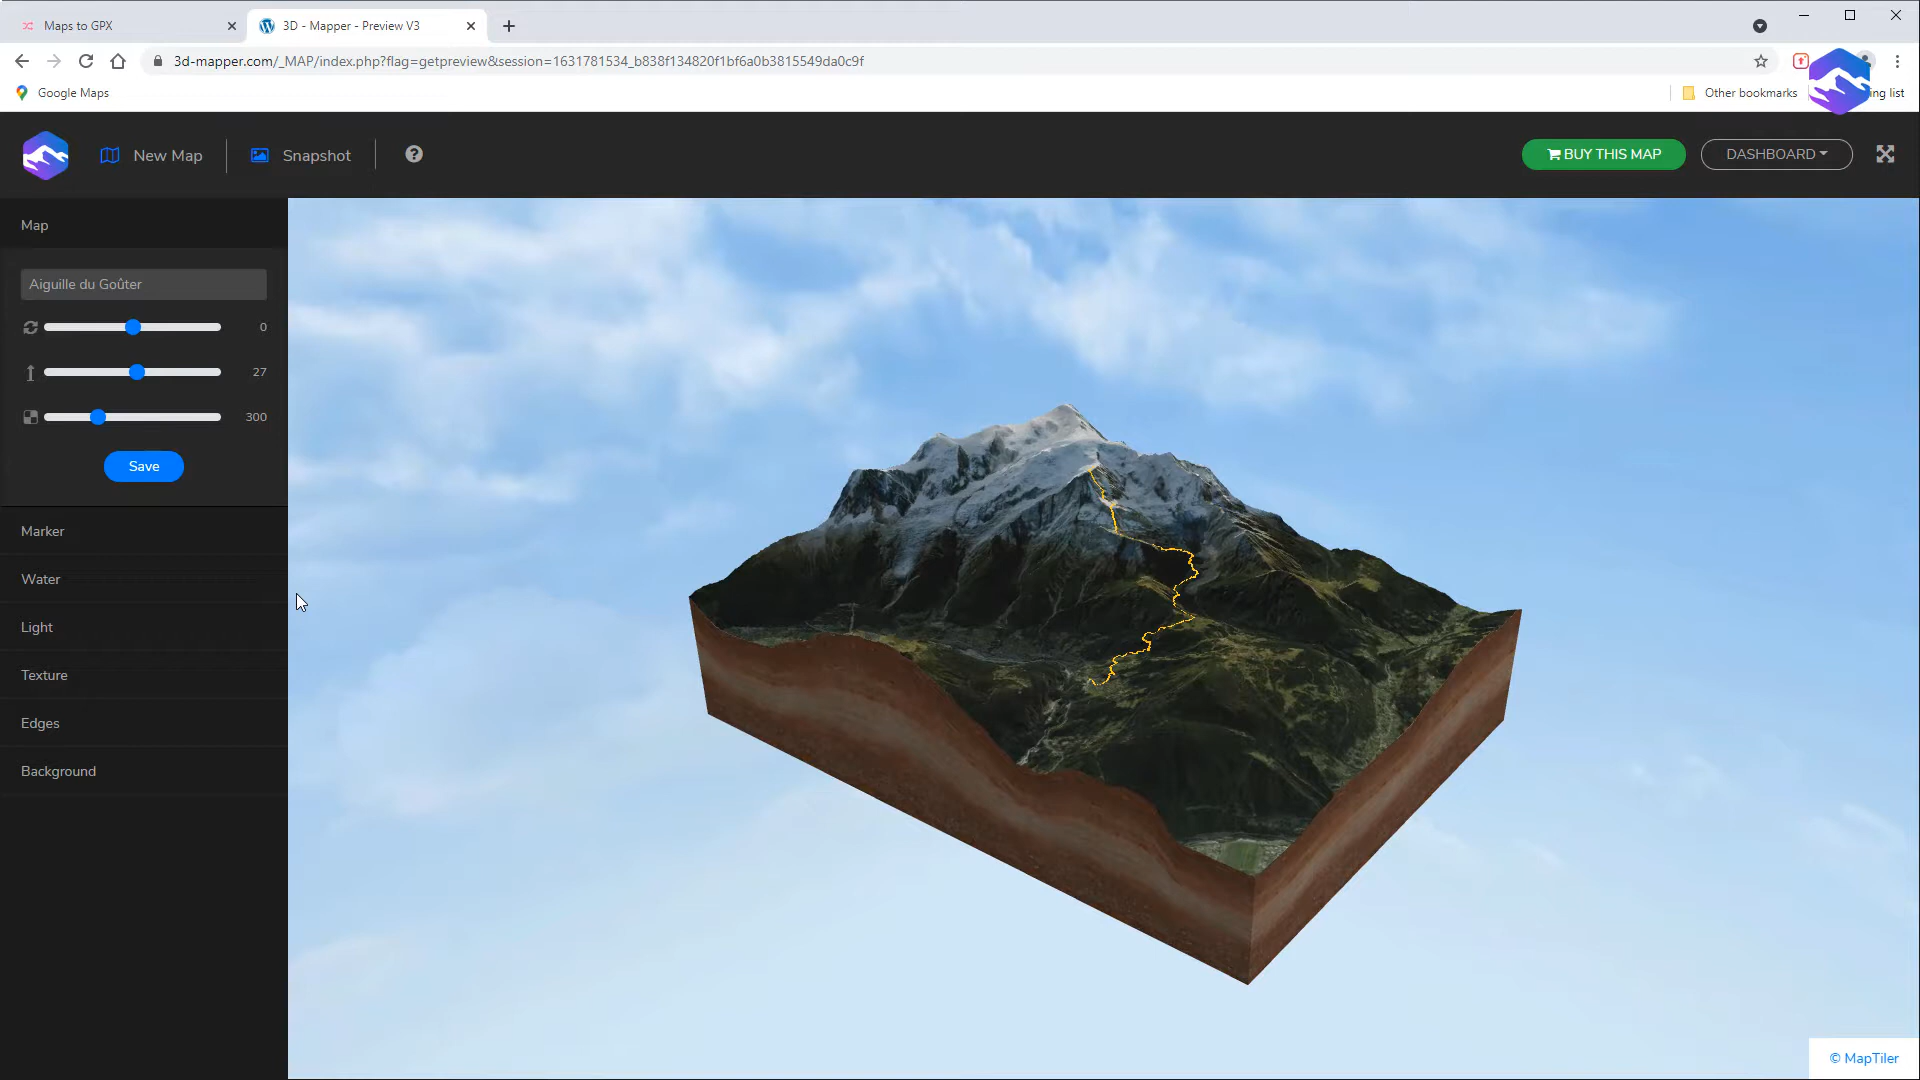 Maps to GPX
3D - Mapper - Preview V3
3d-mapper.com/_MAP/index.php?flag=getpreview&session=1631781534_b838f134820f1bf6a0b3815549da0c9f
Google Maps
Other bookmarks
ing list
New Map
Snapshot
BUY THIS MAP
DASHBOARD
Map
Aiguille du Goûter
0
27
300
Save
Marker
Water
Light
Texture
Edges
Background
© MapTiler